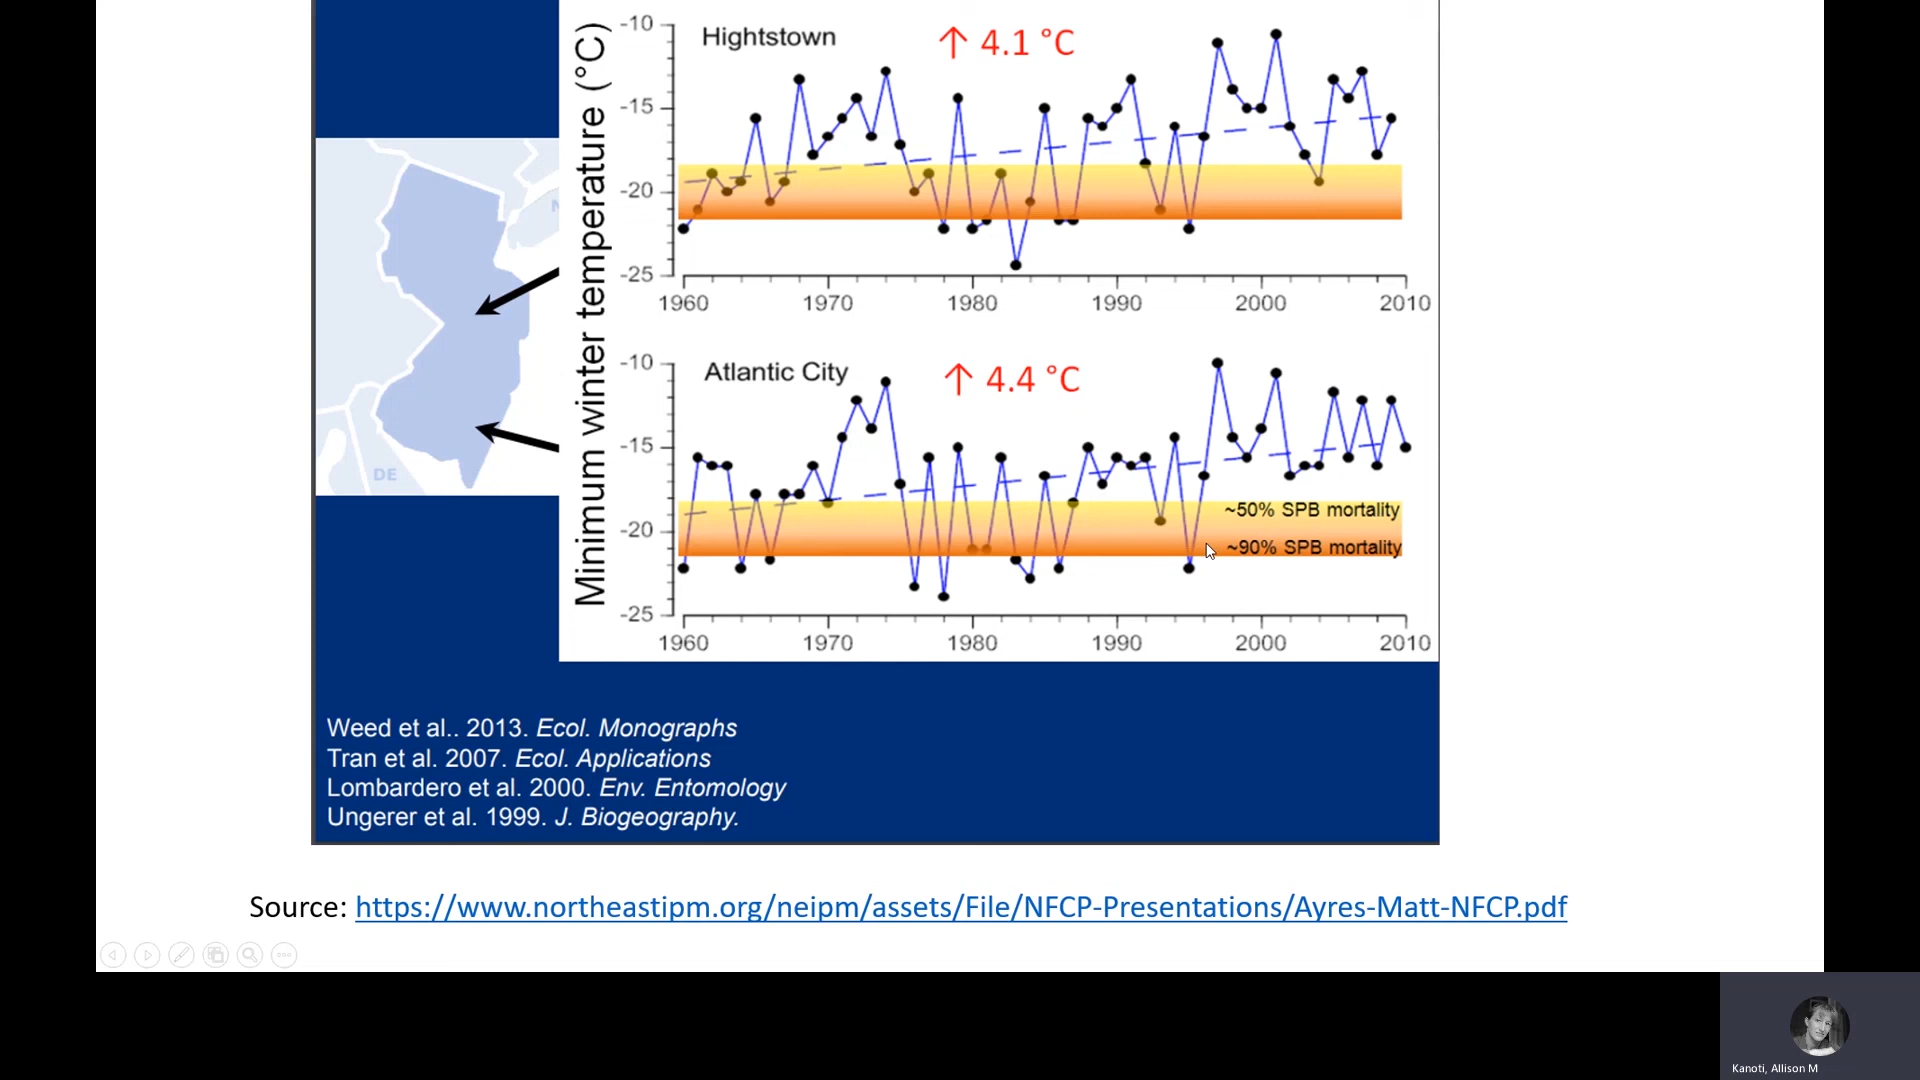 Minimum winter temperature (°C)
Hightstown
↑ 4.1 °C
-10
-15
-20
-25
1960 1970 1980 1990 2000 2010
Atlantic City
↑ 4.4 °C
-10
-15
-20
-25
~50% SPB mortality
~90% SPB mortality
1960 1970 1980 1990 2000 2010
N
DE
Weed et al.. 2013. Ecol. Monographs
Tran et al. 2007. Ecol. Applications
Lombardero et al. 2000. Env. Entomology
Ungerer et al. 1999. J. Biogeography.
Source: https://www.northeastipm.org/neipm/assets/File/NFCP-Presentations/Ayres-Matt-NFCP.pdf
Kanoti, Allison M